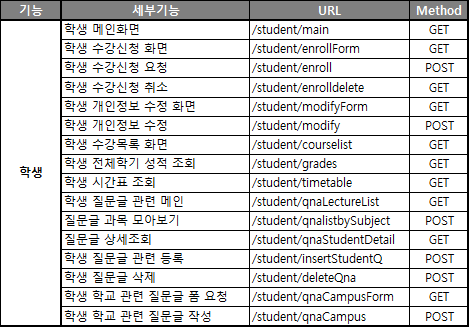 기능 세부기능 URL Method
학생 메인화면 /student/main GET
학생 수강신청 화면 /student/enrollForm GET
학생 수강신청 요청 /student/enroll POST
학생 수강신청 취소 /student/enrolldelete GET
학생 개인정보 수정 화면 /student/modifyForm GET
학생 개인정보 수정 /student/modify POST
학생 수강목록 화면 /student/courselist GET
학생 전체학기 성적 조회 /student/grades GET
학생
학생 시간표 조회 /student/timetable GET
학생 질문글 관련 메인 /student/qnaLectureList GET
질문글 과목 모아보기 /student/qnalistbySubject POST
질문글 상세조회 /student/qnaStudentDetail GET
학생 질문글 관련 등록 /student/insertStudentQ POST
학생 질문글 삭제 /student/deleteQna POST
학생 학교 관련 질문글 폼 요청 /student/qnaCampusForm GET
학생 학교 관련 질문글 작성 /student/qnaCampus POST